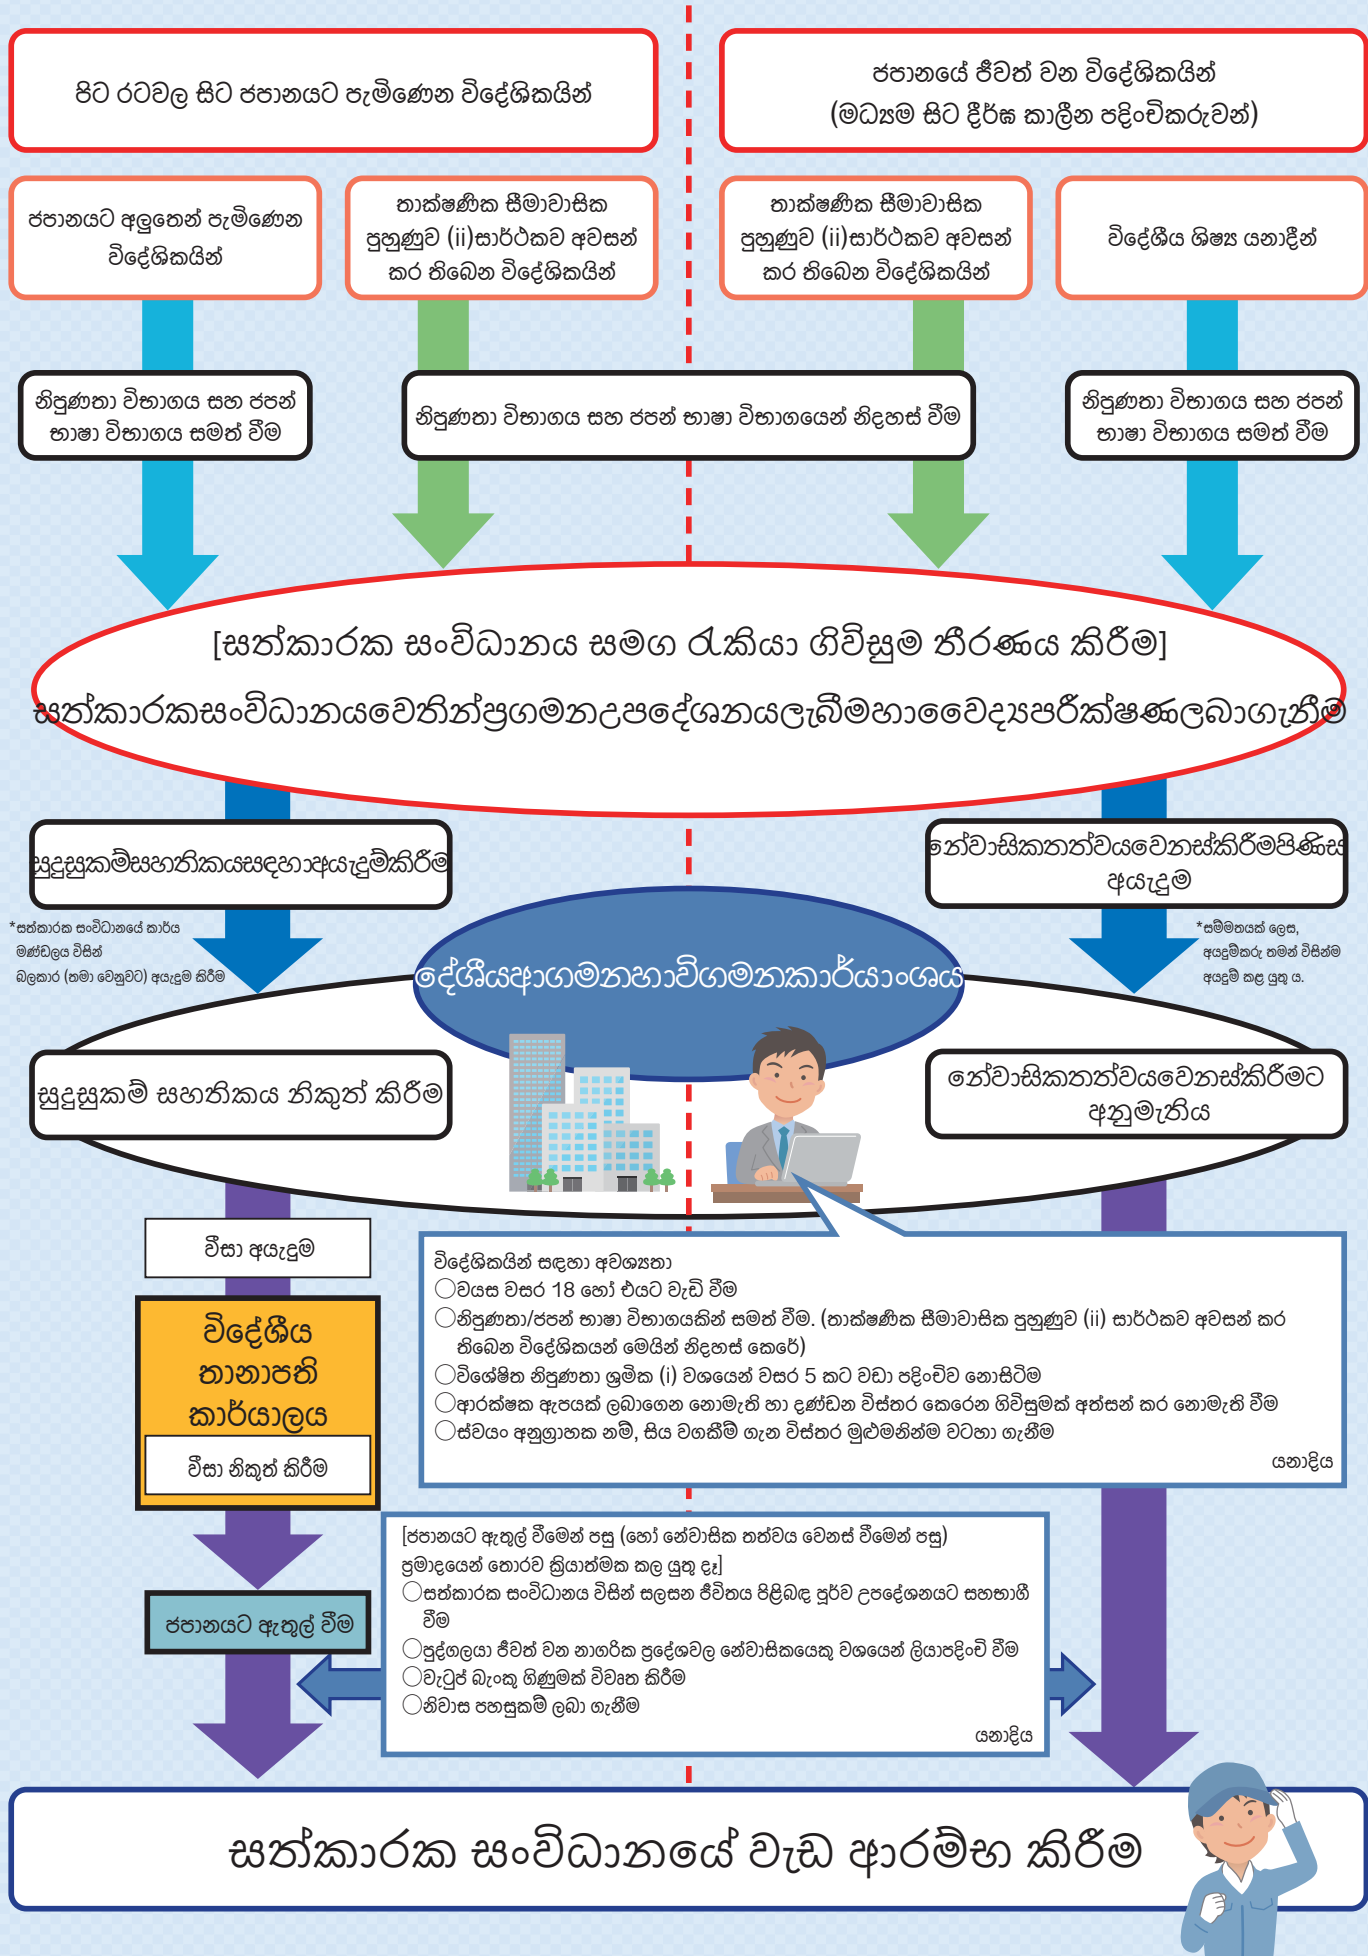 පිට රටවල සිට ජපානයට පැමිණෙන විදේශිකයින්
ජපානයේ ජීවත් වන විදේශිකයින්
(මධ්‍යම සිට දීර්ඝ කාලීන පදිංචිකරුවන්)
ජපානයට අලුතෙන් පැමිණෙන
විදේශිකයින්
තාක්ෂණික සීමාවාසික
පුහුණුව (ii)සාර්ථකව අවසන්
කර තිබෙන විදේශිකයින්
තාක්ෂණික සීමාවාසික
පුහුණුව (ii)සාර්ථකව අවසන්
කර තිබෙන විදේශිකයින්
විදේශීය ශිෂ්‍ය යනාදීන්
නිපුණතා විභාගය සහ ජපන්
භාෂා විභාගය සමත් වීම
නිපුණතා විභාගය සහ ජපන් භාෂා විභාගයෙන් නිදහස් වීම
නිපුණතා විභාගය සහ ජපන්
භාෂා විභාගය සමත් වීම
[සත්කාරක සංවිධානය සමග රැකියා ගිවිසුම තීරණය කිරීම]
සත්කාරකසංවිධානයවෙතින්ප්‍රගමනඋපදේශනයලැබීමහාවෛද්‍යපරීක්ෂණලබාගැනීම
සුදුසුකම්සහතිකයසඳහාඅයැදුම්කිරීම
නේවාසිකතත්වයවෙනස්කිරීමපිණිස
අයැදුම
*සත්කාරක සංවිධානයේ කාර්ය
මණ්ඩලය විසින්
බලකාර (තමා වෙනුවට) අයැදුම කිරීම
*සම්මතයක් ලෙස,
අයදුම්කරු තමන් විසින්ම
අයදුම් කළ යුතු ය.
දේශීයආගමනහාවිගමනකාර්යාංශය
සුදුසුකම් සහතිකය නිකුත් කිරීම
නේවාසිකතත්වයවෙනස්කිරීමට
අනුමැතිය
වීසා අයැදුම
විදේශීය
තානාපති
කාර්යාලය
වීසා නිකුත් කිරීම
විදේශිකයින් සඳහා අවශ්‍යතා
◯වයස වසර 18 හෝ එයට වැඩි වීම
◯නිපුණතා/ජපන් භාෂා විභාගයකින් සමත් වීම. (තාක්ෂණික සීමාවාසික පුහුණුව (ii) සාර්ථකව අවසන් කර
තිබෙන විදේශිකයන් මෙයින් නිදහස් කෙරේ)
◯විශේෂිත නිපුණතා ශ්‍රමික (i) වශයෙන් වසර 5 කට වඩා පදිංචිව නොසිටිම
◯ආරක්ෂක ඇපයක් ලබාගෙන නොමැති හා දණ්ඩන විස්තර කෙරෙන ගිවිසුමක් අත්සන් කර නොමැති වීම
◯ස්වයං අනුග්‍රාහක නම්, සිය වගකීම් ගැන විස්තර මුළුමනින්ම වටහා ගැනීම
යනාදිය
[ජපානයට ඇතුල් වීමෙන් පසු (හෝ නේවාසික තත්වය වෙනස් වීමෙන් පසු)
ප්‍රමාදයෙන් තොරව ක්‍රියාත්මක කල යුතු දෑ]
◯සත්කාරක සංවිධානය විසින් සලසන ජීවිතය පිළිබඳ පූර්ව උපදේශනයට සහභාගී
වීම
◯පුද්ගලයා ජීවත් වන නාගරික ප්‍රදේශවල නේවාසිකයෙකු වශයෙන් ලියාපදිංචි වීම
◯වැටුප් බැංකු ගිණුමක් විවෘත කිරීම
◯නිවාස පහසුකම් ලබා ගැනීම
යනාදිය
ජපානයට ඇතුල් වීම
සත්කාරක සංවිධානයේ වැඩ ආරම්භ කිරීම